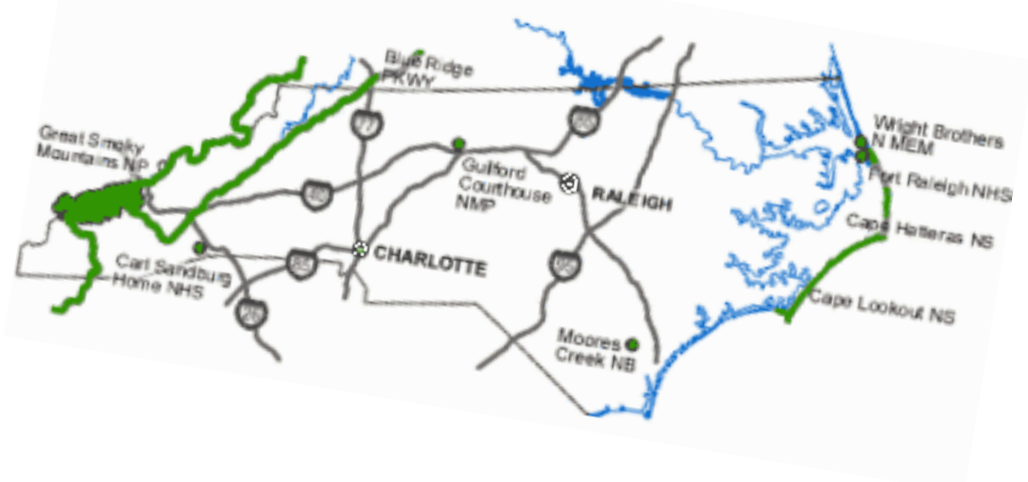 Blue Ridge
PKWY
Great Smoky
Mountains NP
77
85
40
Guilford
Courthouse
NMP
RALEIGH
Wright Brothers
N MEM
Fort Raleigh NHS
Cape Hatteras NS
Carl Sandburg
Home NHS
85
CHARLOTTE
95
26
Cape Lookout NS
Moores
Creek NB